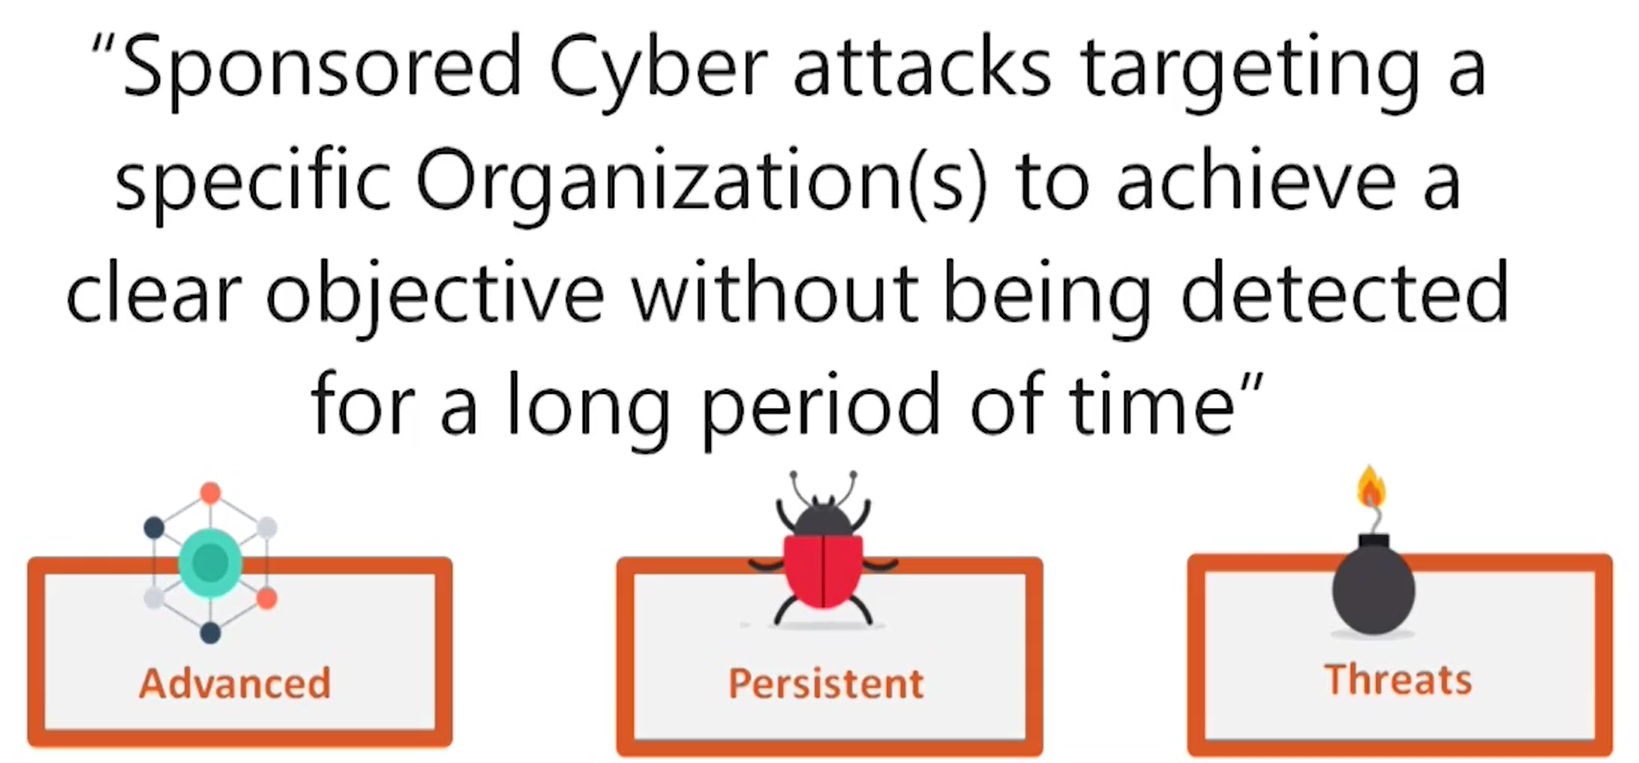 “Sponsored Cyber attacks targeting a
specific Organization(s) to achieve a
clear objective without being detected
for a long period of time”
Advanced
Persistent
Threats